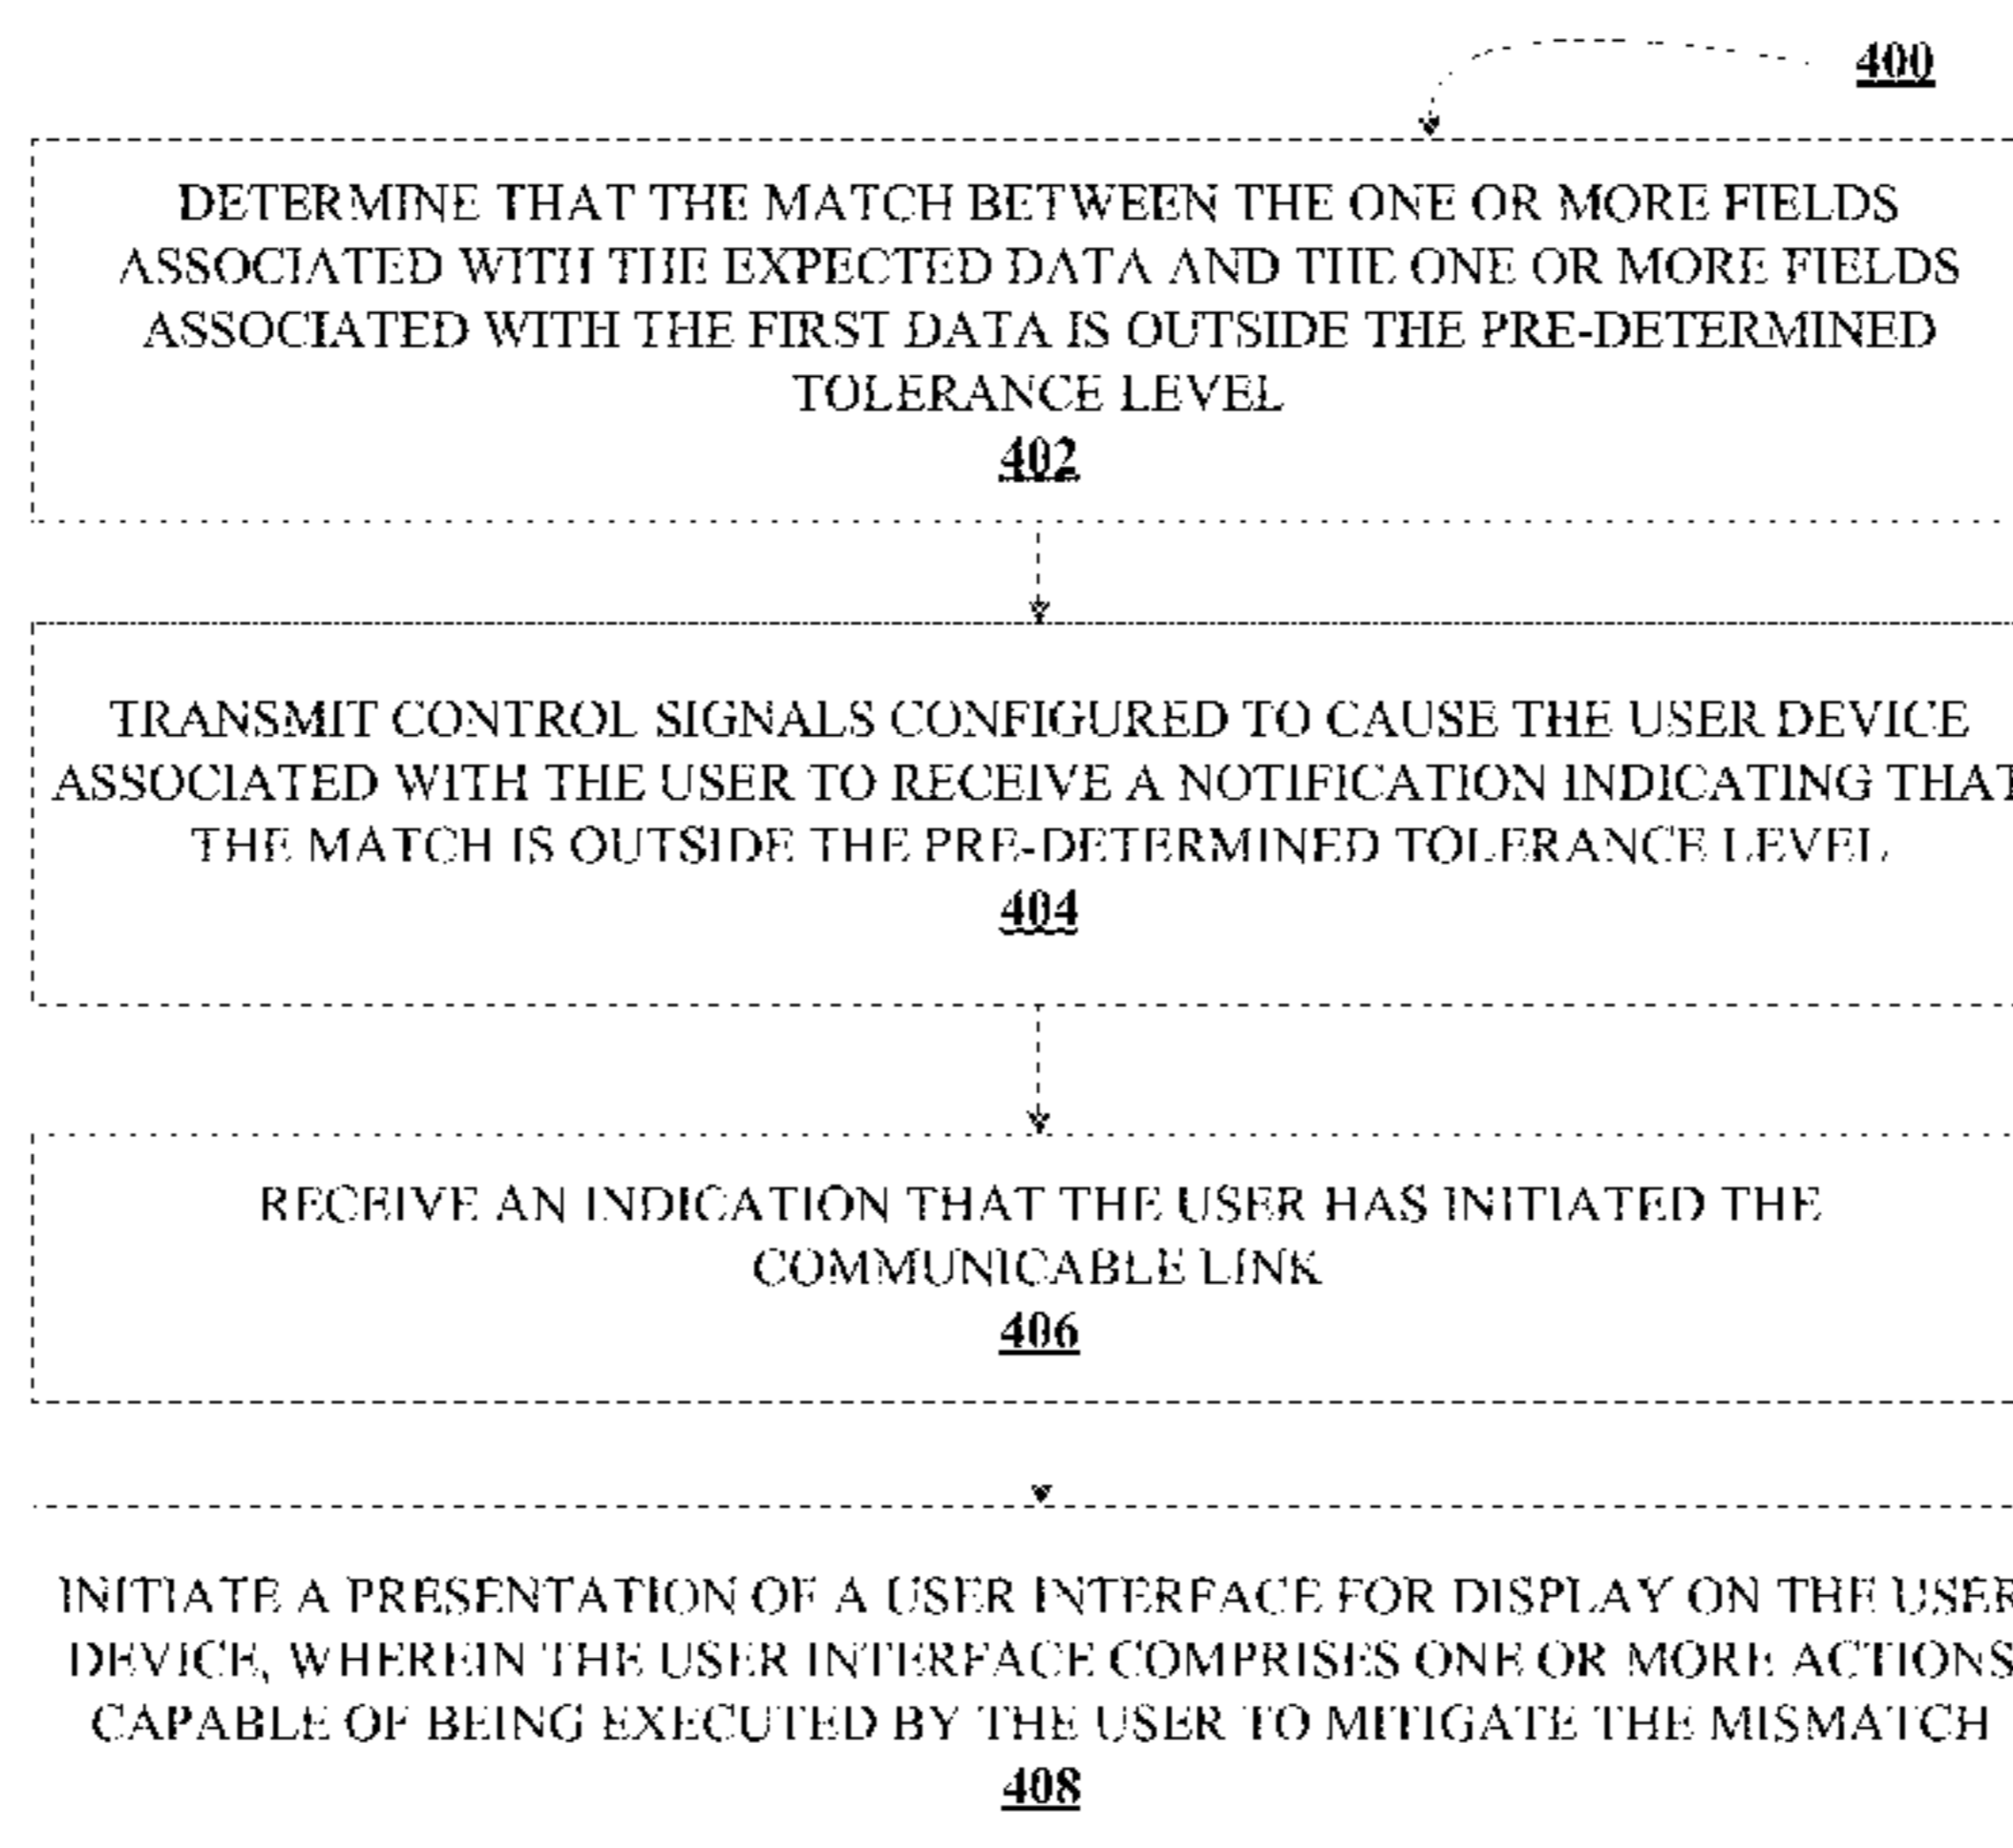 400
DETERMINE THAT THE MATCH BETWEEN THE ONE OR MORE FIELDS
ASSOCIATED WITH THE EXPECTED DATA AND THE ONE OR MORE FIELDS
ASSOCIATED WITH THE FIRST DATA IS OUTSIDE THE PRE-DETERMINED
TOLERANCE LEVEL
402
TRANSMIT CONTROL SIGNALS CONFIGURED TO CAUSE THE USER DEVICE
ASSOCIATED WITH THE USER TO RECEIVE A NOTIFICATION INDICATING THAT
THE MATCH IS OUTSIDE THE PRE-DETERMINED TOLERANCE LEVEL
404
RECEIVE AN INDICATION THAT THE USER HAS INITIATED THE
COMMUNICABLE LINK
406
INITIATE A PRESENTATION OF A USER INTERFACE FOR DISPLAY ON THE USER
DEVICE, WHEREIN THE USER INTERFACE COMPRISES ONE OR MORE ACTIONS
CAPABLE OF BEING EXECUTED BY THE USER TO MITIGATE THE MISMATCH
408